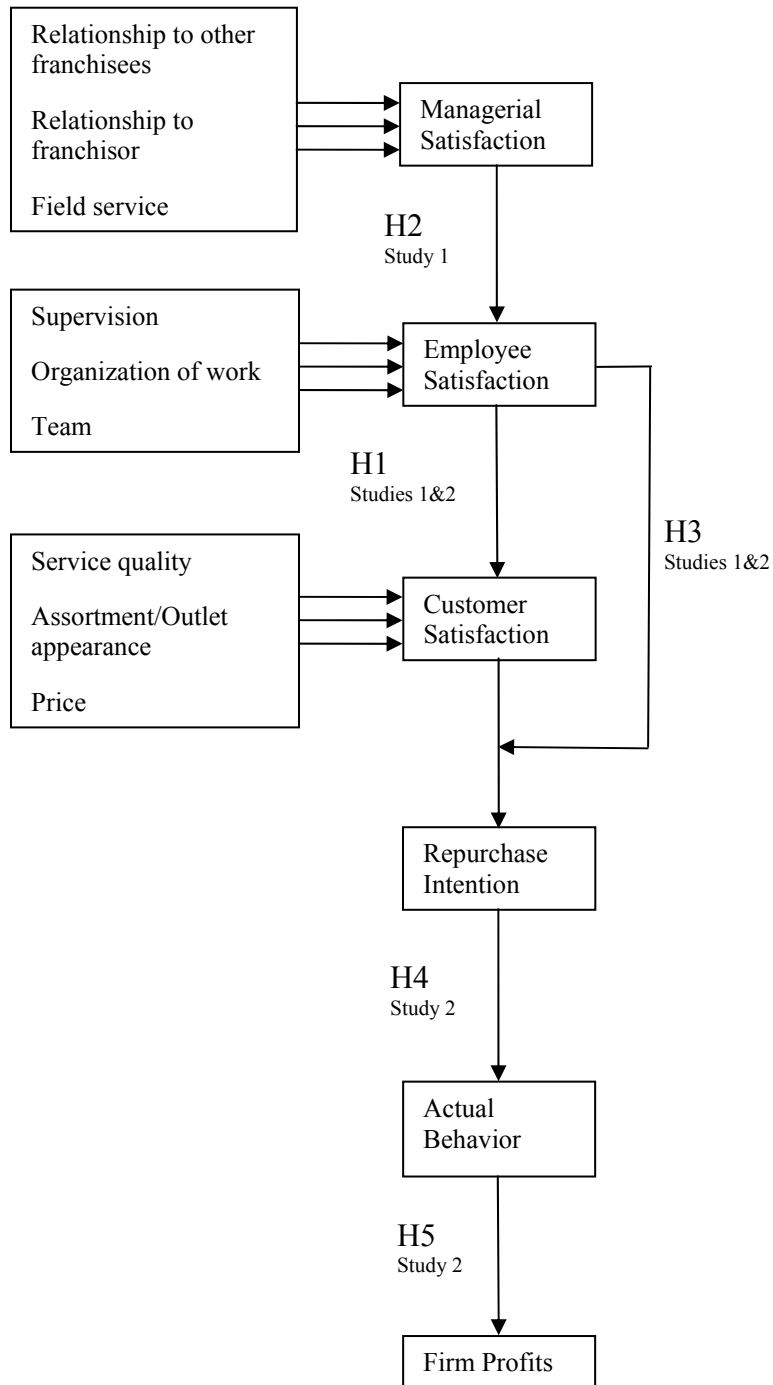 Relationship to other
franchisees
Relationship to
franchisor
Field service
Managerial
Satisfaction
H2
Study 1
Supervision
Organization of work
Team
Employee
Satisfaction
H1
Studies 1&2
H3
Studies 1&2
Service quality
Assortment/Outlet
appearance
Price
Customer
Satisfaction
Repurchase
Intention
H4
Study 2
Actual
Behavior
H5
Study 2
Firm Profits